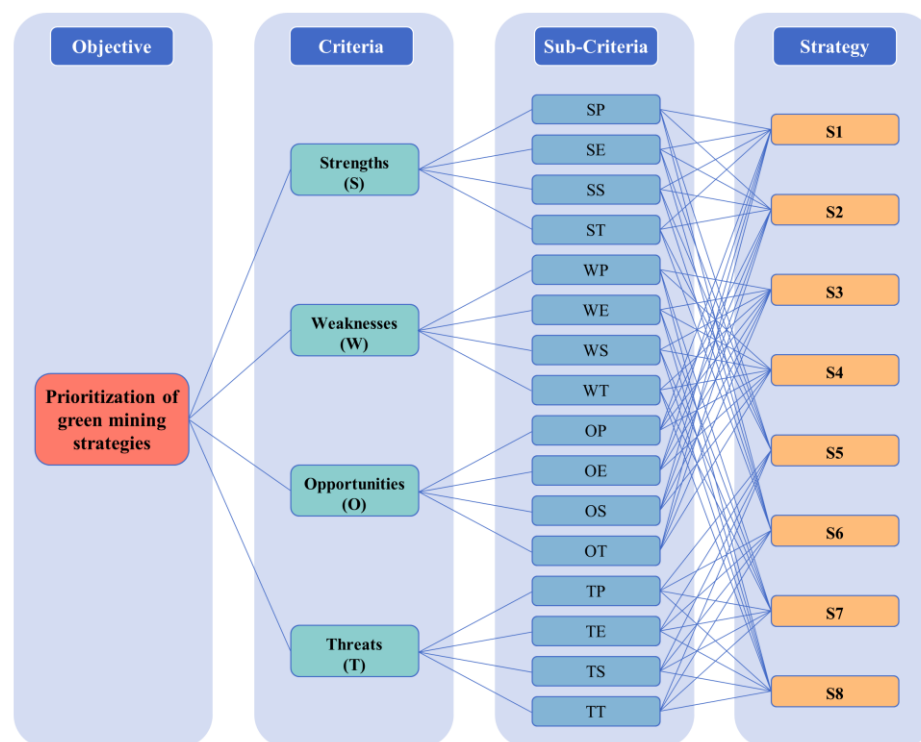 Objective
Criteria
Sub-Criteria
Strategy
Prioritization of
green mining
strategies
Strengths
(S)
Weaknesses
(W)
Opportunities
(O)
Threats
(T)
SP
SE
SS
ST
WP
WE
WS
WT
OP
OE
OS
OT
TP
TE
TS
TT
S1
S2
S3
S4
S5
S6
S7
S8